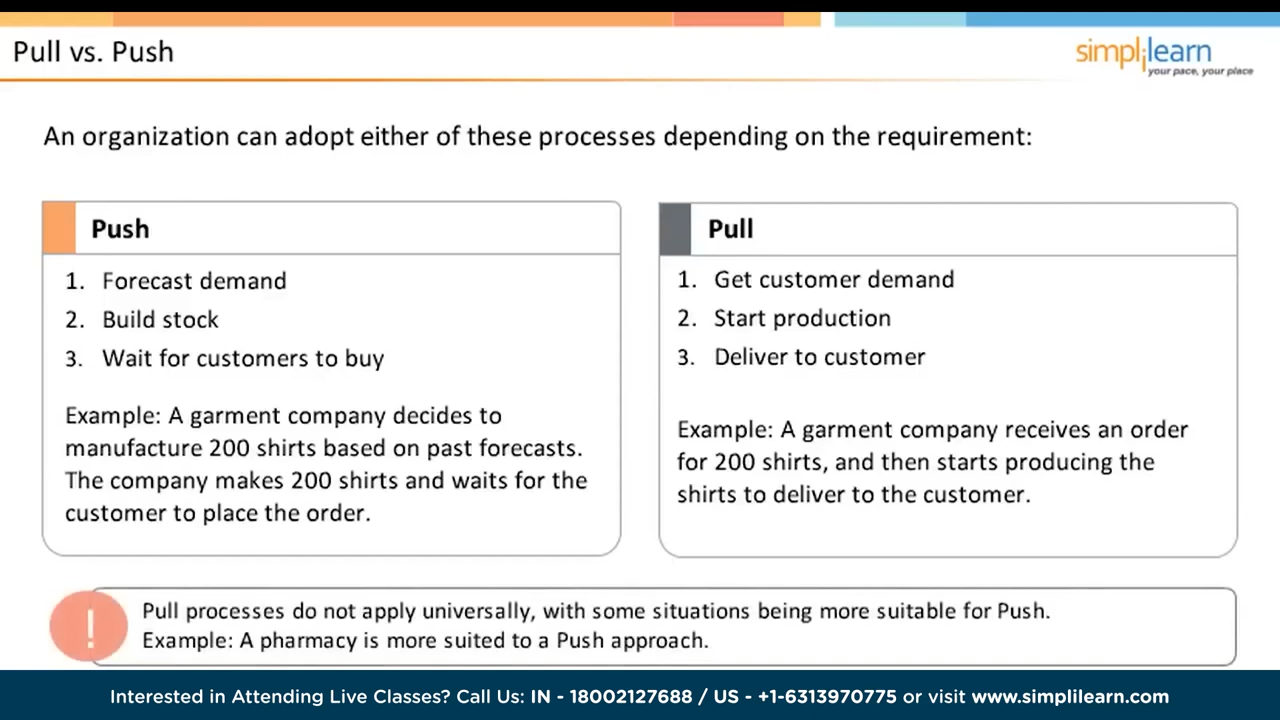 Pull vs. Push
simplilearn
your pace, your place
An organization can adopt either of these processes depending on the requirement:
Push
1. Forecast demand
2. Build stock
3. Wait for customers to buy
Example: A garment company decides to
manufacture 200 shirts based on past forecasts.
The company makes 200 shirts and waits for the
customer to place the order.
Pull
1. Get customer demand
2. Start production
3. Deliver to customer
Example: A garment company receives an order
for 200 shirts, and then starts producing the
shirts to deliver to the customer.
!
Pull processes do not apply universally, with some situations being more suitable for Push.
Example: A pharmacy is more suited to a Push approach.
Interested in Attending Live Classes? Call Us: IN - 18002127688 / US - +1-6313970775 or visit www.simplilearn.com